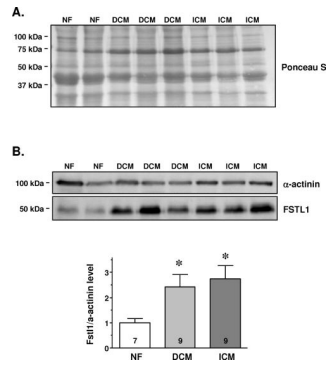 A.
NF NF DCM DCM DCM ICM ICM ICM
100 kDa
75 kDa
50 kDa
37 kDa
Ponceau S
B.
NF NF DCM DCM DCM ICM ICM ICM
100 kDa
α-actinin
50 kDa
FSTL1
Fstl1/a-actinin level
3
2
1
0
* *
7 9 9
NF DCM ICM